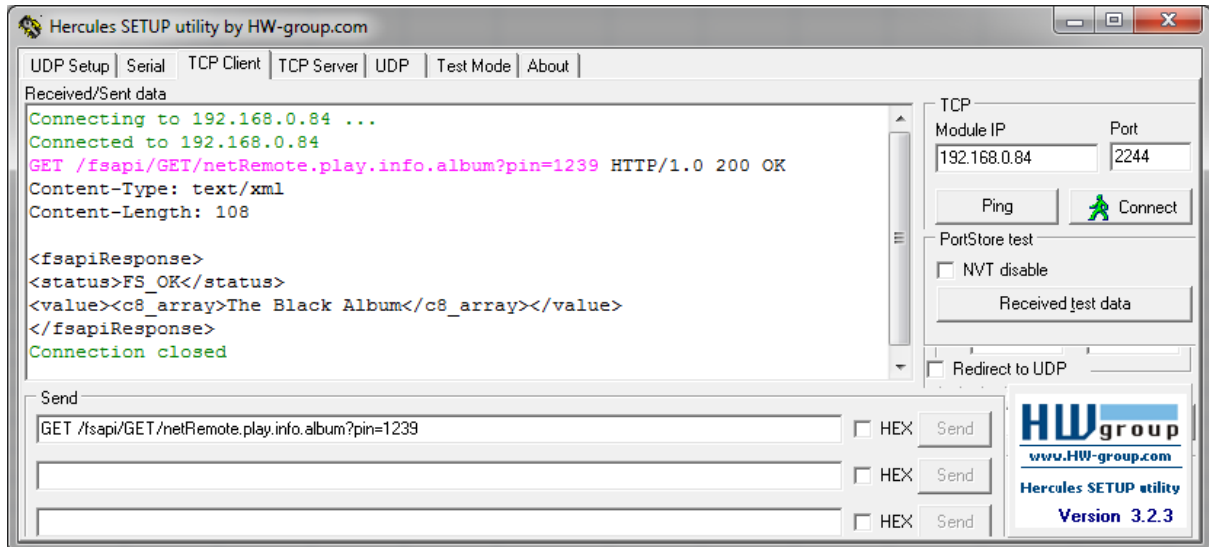 Hercules SETUP utility by HW-group.com
UDP Setup Serial TCP Client TCP Server UDP Test Mode About
Received/Sent data
Connecting to 192.168.0.84 ...
Connected to 192.168.0.84
GET /fsapi/GET/netRemote.play.info.album?pin=1239 HTTP/1.0 200 OK
Content-Type: text/xml
Content-Length: 108
<fsapiResponse>
<status>FS_OK</status>
<value><c8_array>The Black Album</c8_array></value>
</fsapiResponse>
Connection closed
TCP
Module IP Port
192.168.0.84 2244
Ping Connect
PortStore test
NVT disable
Received test data
Redirect to UDP
Send
GET /fsapi/GET/netRemote.play.info.album?pin=1239 HEX Send
HEX Send
HEX Send
HW group
www.HW-group.com
Hercules SETUP utility
Version 3.2.3